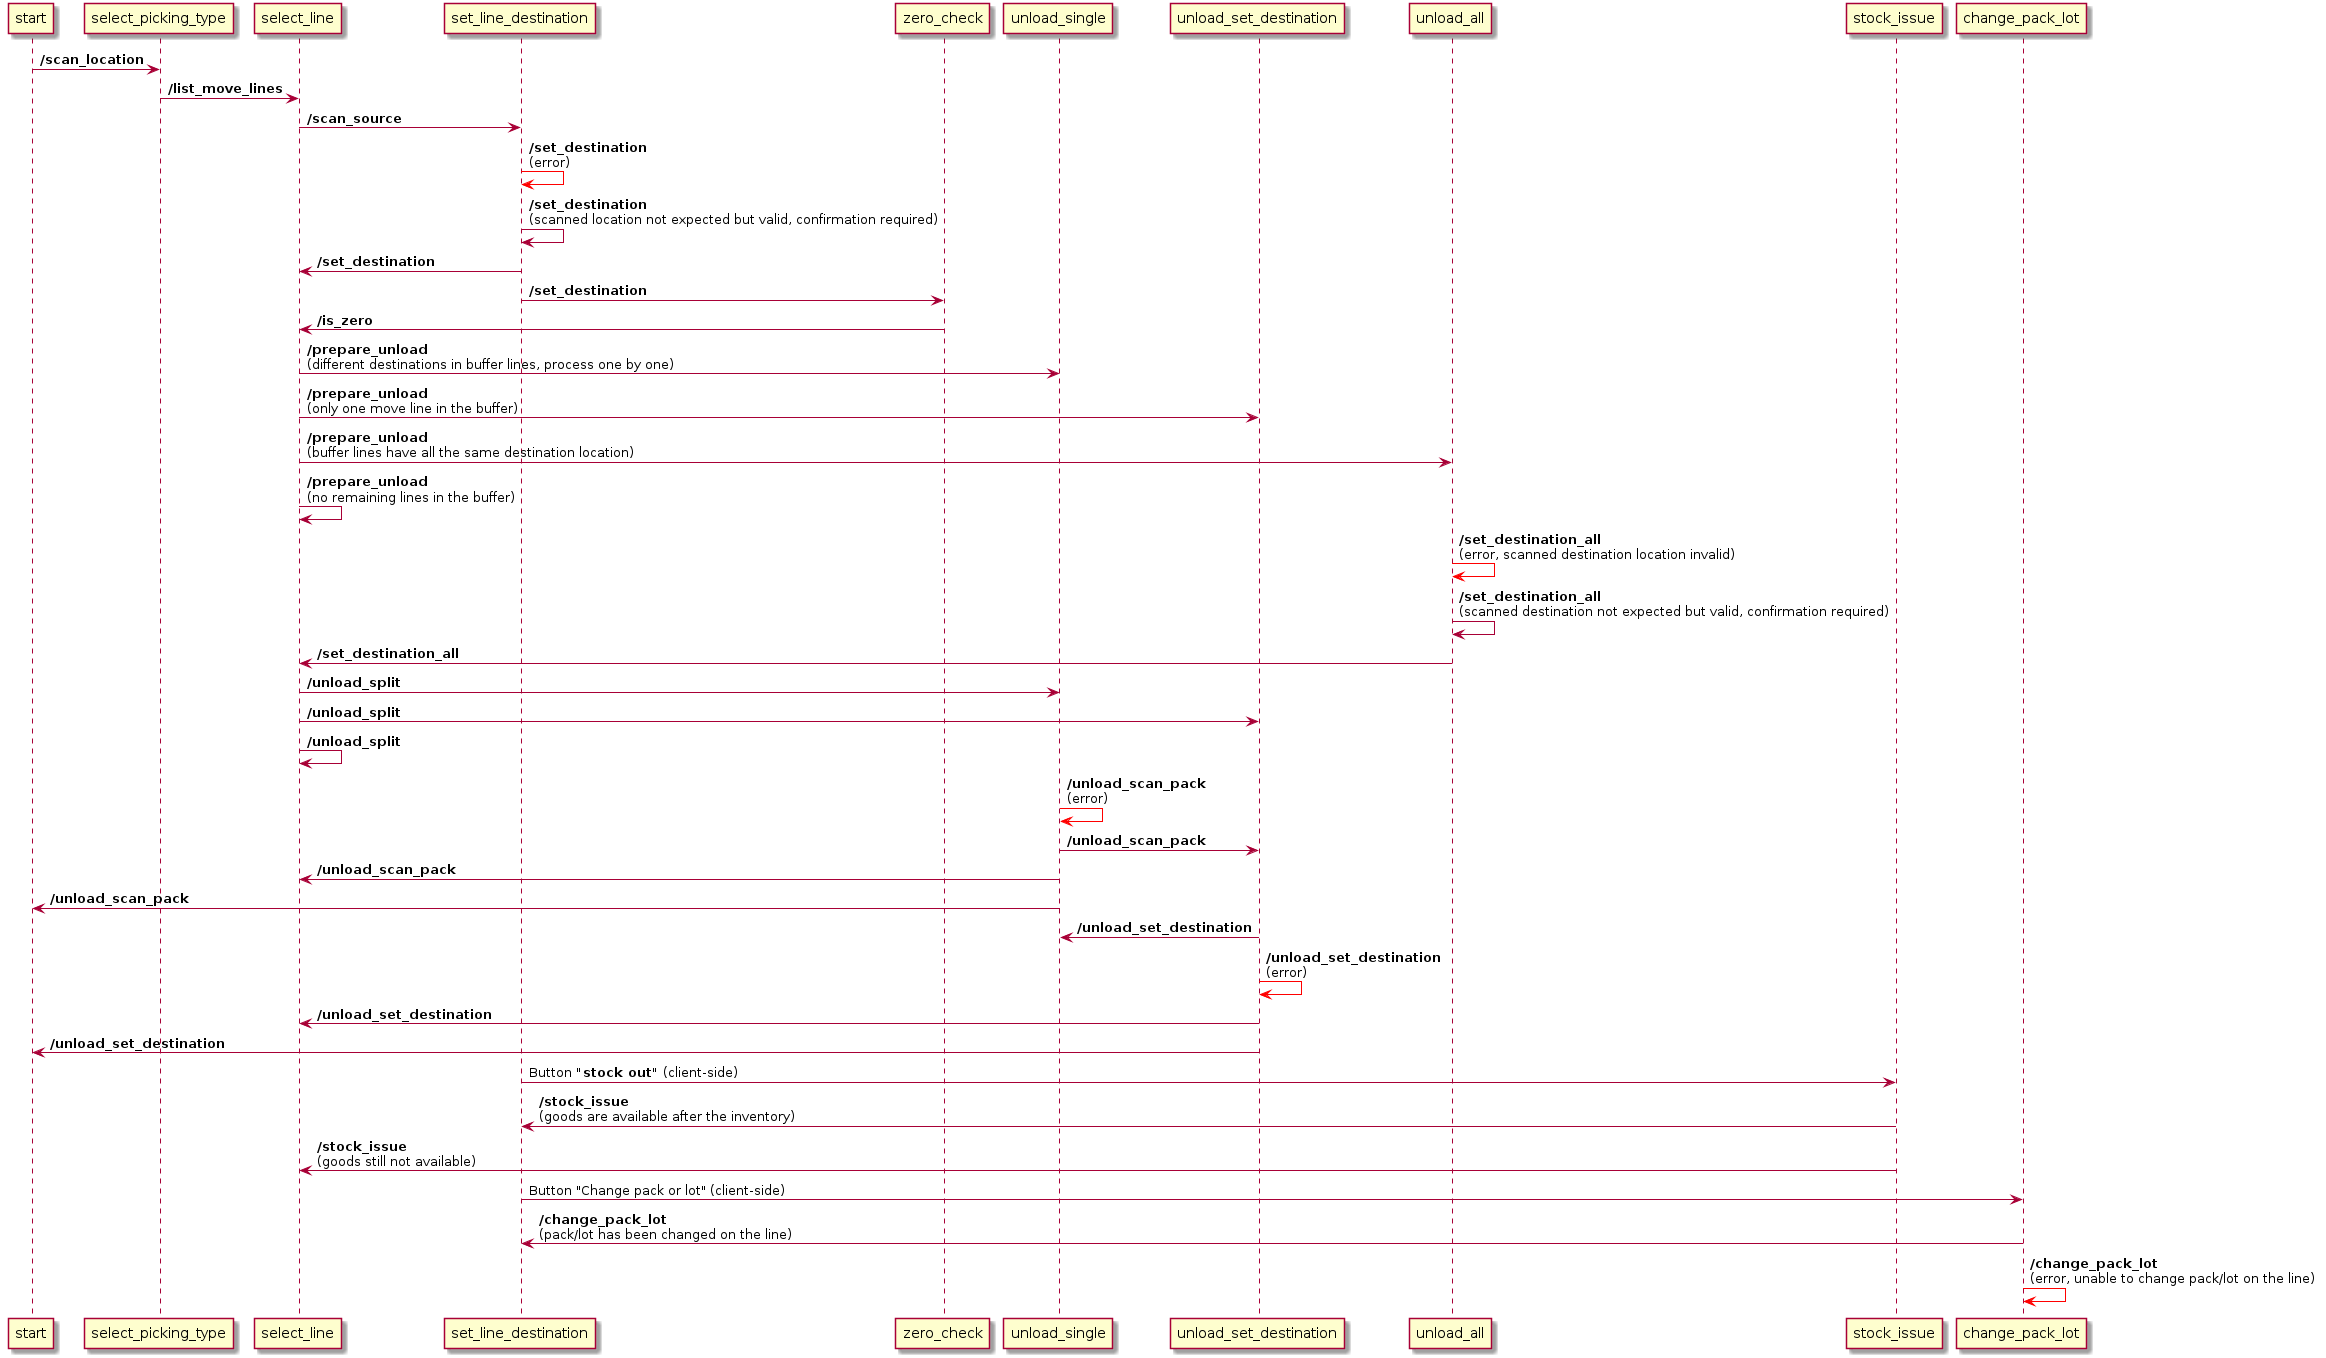 start
select_picking_type
select_line
set_line_destination
zero_check
unload_single
unload_set_destination
unload_all
stock_issue
change_pack_lot
/scan_location
/list_move_lines
/scan_source
/set_destination
(error)
/set_destination
(scanned location not expected but valid, confirmation required)
/set_destination
/set_destination
/is_zero
/prepare_unload
(different destinations in buffer lines, process one by one)
/prepare_unload
(only one move line in the buffer)
/prepare_unload
(buffer lines have all the same destination location)
/prepare_unload
(no remaining lines in the buffer)
/set_destination_all
(error, scanned destination location invalid)
/set_destination_all
(scanned destination not expected but valid, confirmation required)
/set_destination_all
/unload_split
/unload_split
/unload_split
/unload_scan_pack
(error)
/unload_scan_pack
/unload_scan_pack
/unload_scan_pack
/unload_set_destination
/unload_set_destination
(error)
/unload_set_destination
/unload_set_destination
Button "stock out" (client-side)
/stock_issue
(goods are available after the inventory)
/stock_issue
(goods still not available)
Button "Change pack or lot" (client-side)
/change_pack_lot
(pack/lot has been changed on the line)
/change_pack_lot
(error, unable to change pack/lot on the line)
start
select_picking_type
select_line
set_line_destination
zero_check
unload_single
unload_set_destination
unload_all
stock_issue
change_pack_lot